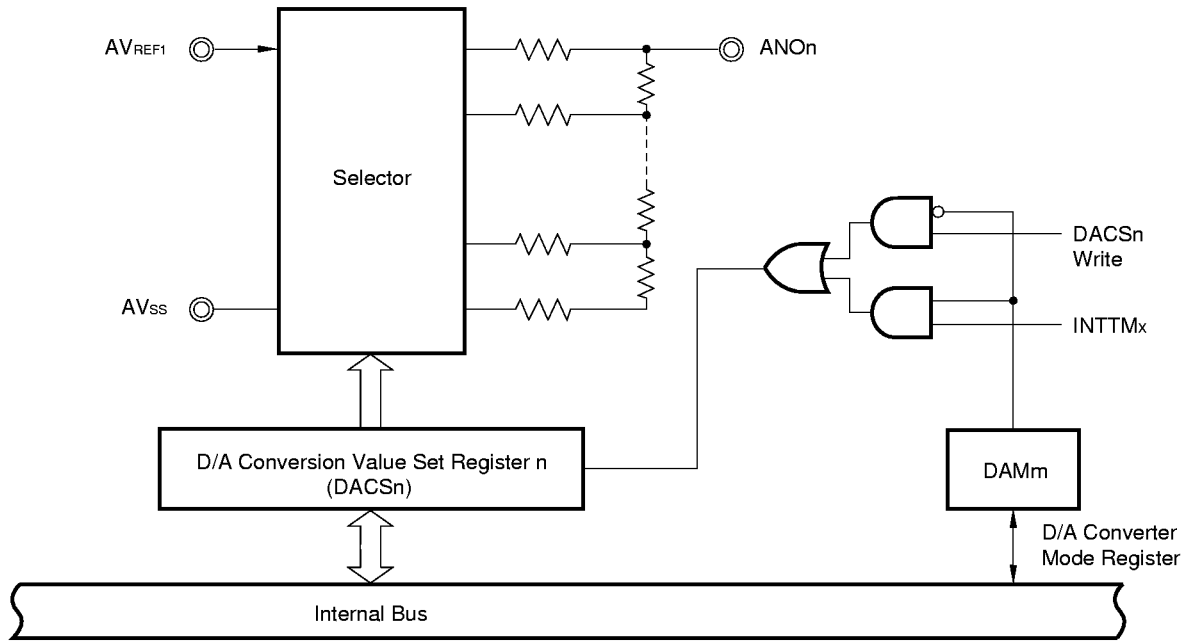 AVREF1
ANOn
Selector
DACSn
Write
AVSS
INTTMx
D/A Conversion Value Set Register n
(DACSn)
DAMm
D/A Converter
Mode Register
Internal Bus